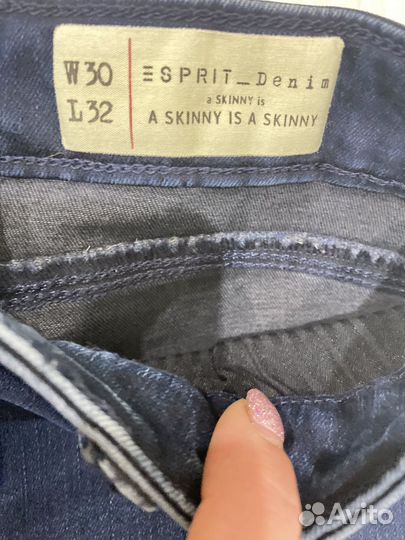 W30
L32
ESPRIT_Denim
a SKINNY is
A SKINNY IS A SKINNY
Avito